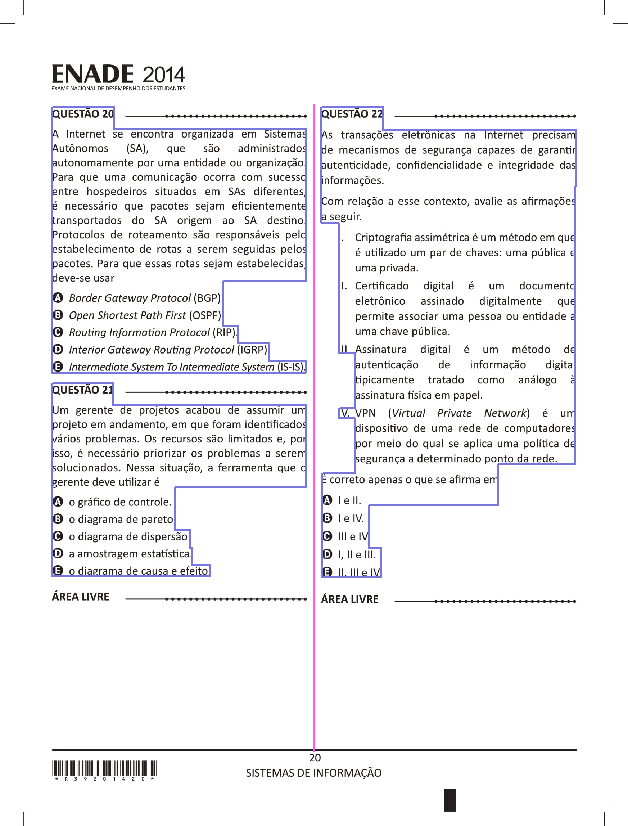 ENADE 2014
EXAME NACIONAL DE DESEMPENHO DOS ESTUDANTES
QUESTÃO 20
A Internet se encontra organizada em Sistemas
Autônomos (SA), que são administrados
autonomamente por uma entidade ou organização.
Para que uma comunicação ocorra com sucesso
entre hospedeiros situados em SAs diferentes,
é necessário que pacotes sejam eficientemente
transportados do SA origem ao SA destino.
Protocolos de roteamento são responsáveis pelo
estabelecimento de rotas a serem seguidas pelos
pacotes. Para que essas rotas sejam estabelecidas,
deve-se usar
A Border Gateway Protocol (BGP)
B Open Shortest Path First (OSPF)
C Routing Information Protocol (RIP).
D Interior Gateway Routing Protocol (IGRP)
E Intermediate System To Intermediate System (IS-IS).
QUESTÃO 21
Um gerente de projetos acabou de assumir um
projeto em andamento, em que foram identificados
vários problemas. Os recursos são limitados e, por
isso, é necessário priorizar os problemas a serem
solucionados. Nessa situação, a ferramenta que o
gerente deve utilizar é
A o gráfico de controle.
B o diagrama de pareto
C o diagrama de dispersão
D a amostragem estatística.
E o diagrama de causa e efeito
ÁREA LIVRE
QUESTÃO 22
As transações eletrônicas na Internet precisam
de mecanismos de segurança capazes de garantir
autenticidade, confidencialidade e integridade das
informações.
Com relação a esse contexto, avalie as afirmações
a seguir.
I. Criptografia assimétrica é um método em que
é utilizado um par de chaves: uma pública e
uma privada.
II. Certificado digital é um documento
eletrônico assinado digitalmente que
permite associar uma pessoa ou entidade a
uma chave pública.
III. Assinatura digital é um método de
autenticação de informação digital
tipicamente tratado como análogo à
assinatura física em papel.
IV. VPN (Virtual Private Network) é um
dispositivo de uma rede de computadores
por meio do qual se aplica uma política de
segurança a determinado ponto da rede.
É correto apenas o que se afirma em
A I e II.
B I e IV.
C III e IV
D I, II e III.
E II, III e IV
ÁREA LIVRE
20
SISTEMAS DE INFORMAÇÃO
*R39201420*